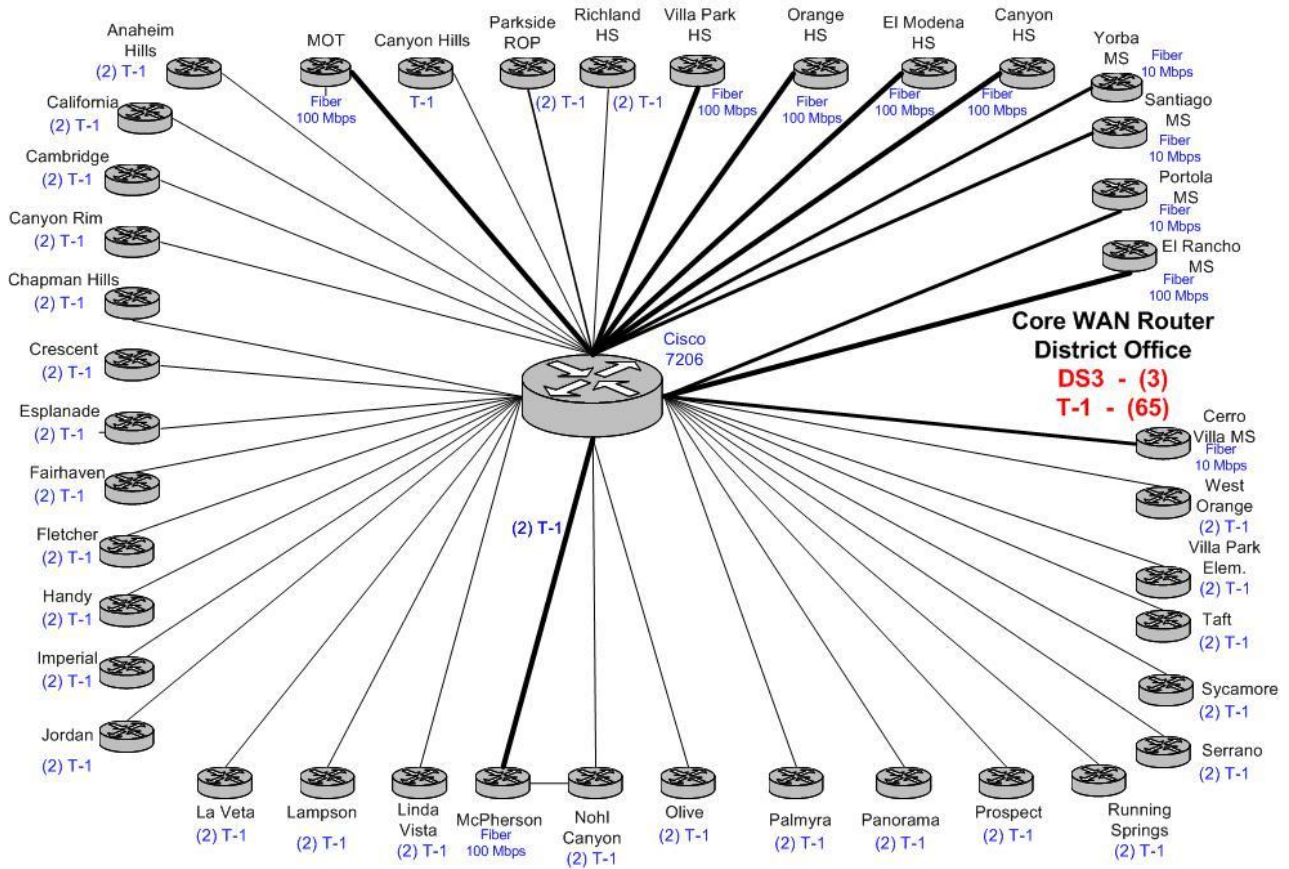 Anaheim
Hills
(2) T-1
MOT
Fiber
100 Mbps
Canyon Hills
T-1
Parkside
ROP
(2) T-1
Richland
HS
(2) T-1
Villa Park
HS
Fiber
100 Mbps
Orange
HS
Fiber
100 Mbps
El Modena
HS
Fiber
100 Mbps
Canyon
HS
Fiber
100 Mbps
Yorba
MS
Fiber
10 Mbps
Santiago
MS
Fiber
10 Mbps
Portola
MS
Fiber
10 Mbps
El Rancho
MS
Fiber
100 Mbps
California
(2) T-1
Cambridge
(2) T-1
Canyon Rim
(2) T-1
Chapman Hills
(2) T-1
Crescent
(2) T-1
Esplanade
(2) T-1
Fairhaven
(2) T-1
Fletcher
(2) T-1
Handy
(2) T-1
Imperial
(2) T-1
Jordan
(2) T-1
Cisco
7206
Core WAN Router
District Office
DS3 - (3)
T-1 - (65)
Cerro
Villa MS
Fiber
10 Mbps
West
Orange
(2) T-1
Villa Park
Elem.
(2) T-1
Taft
(2) T-1
Sycamore
(2) T-1
Serrano
(2) T-1
(2) T-1
La Veta
(2) T-1
Lampson
(2) T-1
Linda
Vista
(2) T-1
McPherson
Fiber
100 Mbps
Nohl
Canyon
(2) T-1
Olive
(2) T-1
Palmyra
(2) T-1
Panorama
(2) T-1
Prospect
(2) T-1
Running
Springs
(2) T-1